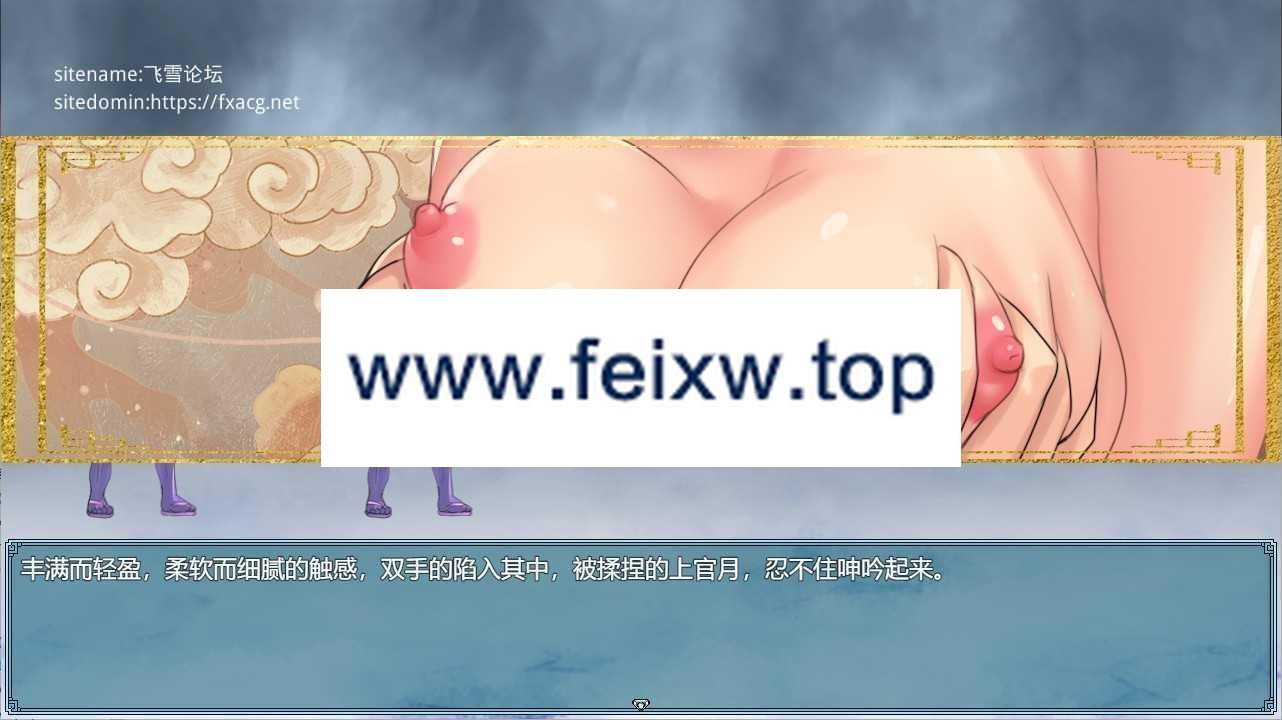 sitename:飞雪论坛
sitedomin:https://fxacg.net
www.feixw.top
丰满而轻盈，柔软而细腻的触感，双手的陷入其中，被揉捏的上官月，忍不住呻吟起来。